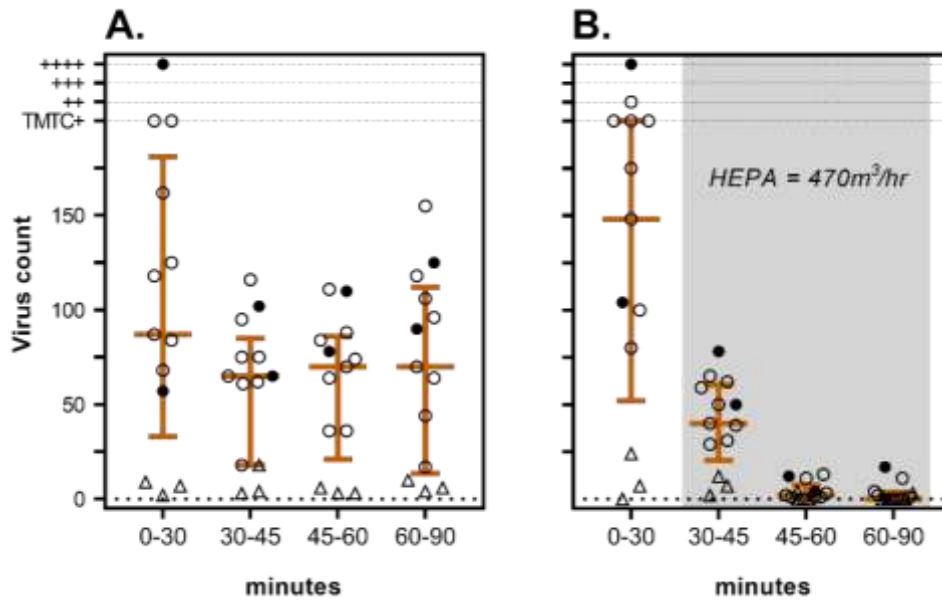 A.
B.
++++
+++
++
TMTC+
150
100
50
0
Virus count
HEPA = 470m³/hr
0-30 30-45 45-60 60-90
0-30 30-45 45-60 60-90
minutes
minutes